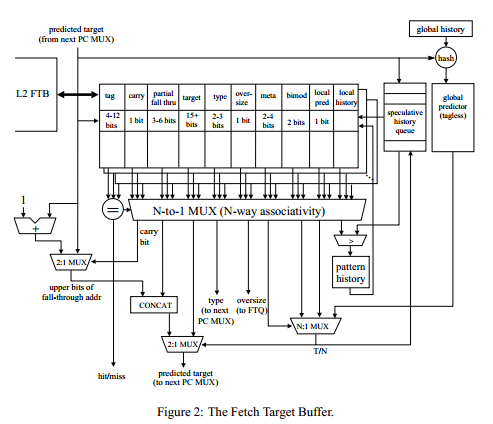 predicted target
(from next PC MUX)
global history
hash
L2 FTB
tag
carry
partial
fall thru
target
type
over-
size
meta
bimod
local
pred
local
history
4-12
bits
1 bit
3-6 bits
15+
bits
2-3
bits
1 bit
2-4
bits
2 bits
1 bit
speculative
history
queue
global
predictor
(tagless)
1
+
=
N-to-1 MUX (N-way associativity)
carry
bit
>
2:1 MUX
pattern
history
upper bits of
fall-through addr
CONCAT
type
(to next
PC MUX)
oversize
(to FTQ)
N:1 MUX
2:1 MUX
T/N
hit/miss
predicted target
(to next PC MUX)
Figure 2: The Fetch Target Buffer.